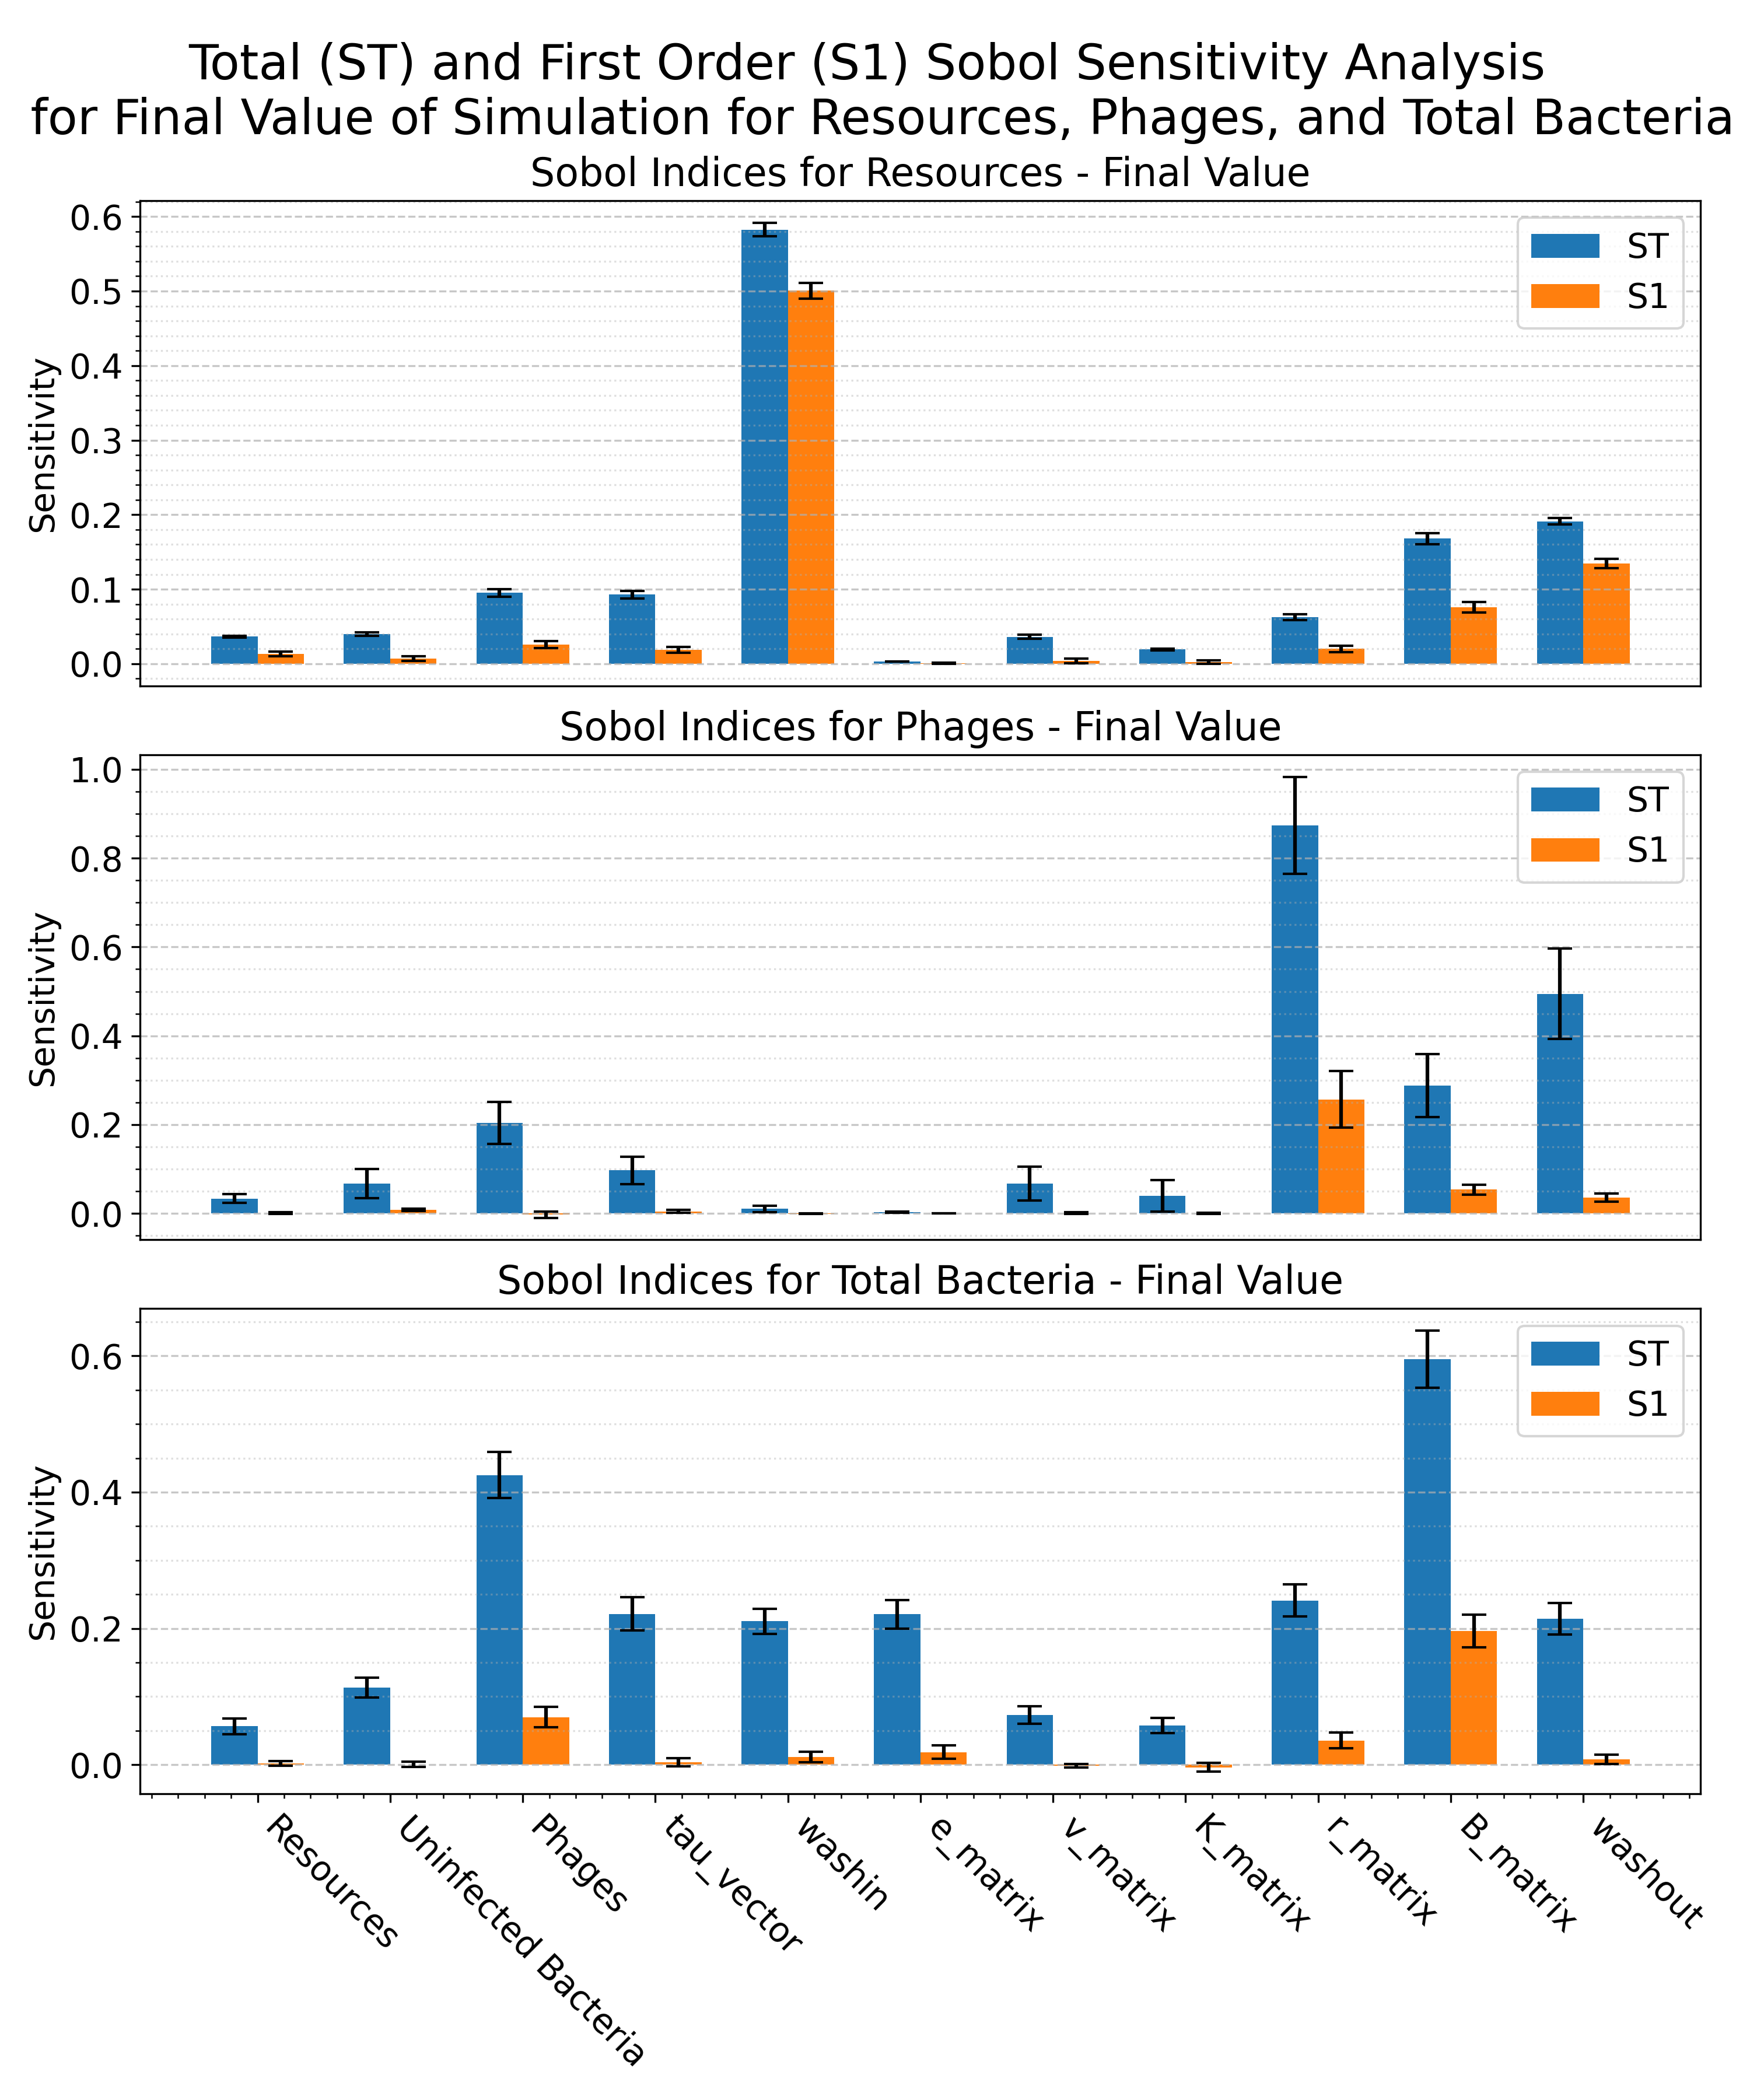 Total (ST) and First Order (S1) Sobol Sensitivity Analysis
for Final Value of Simulation for Resources, Phages, and Total Bacteria
Sobol Indices for Resources - Final Value
Sensitivity
0.6
0.5
0.4
0.3
0.2
0.1
0.0
ST
S1
Sobol Indices for Phages - Final Value
Sensitivity
1.0
0.8
0.6
0.4
0.2
0.0
ST
S1
Sobol Indices for Total Bacteria - Final Value
Sensitivity
0.6
0.4
0.2
0.0
ST
S1
Resources
Uninfected Bacteria
Phages
tau_vector
washin
e_matrix
v_matrix
K_matrix
r_matrix
B_matrix
washout